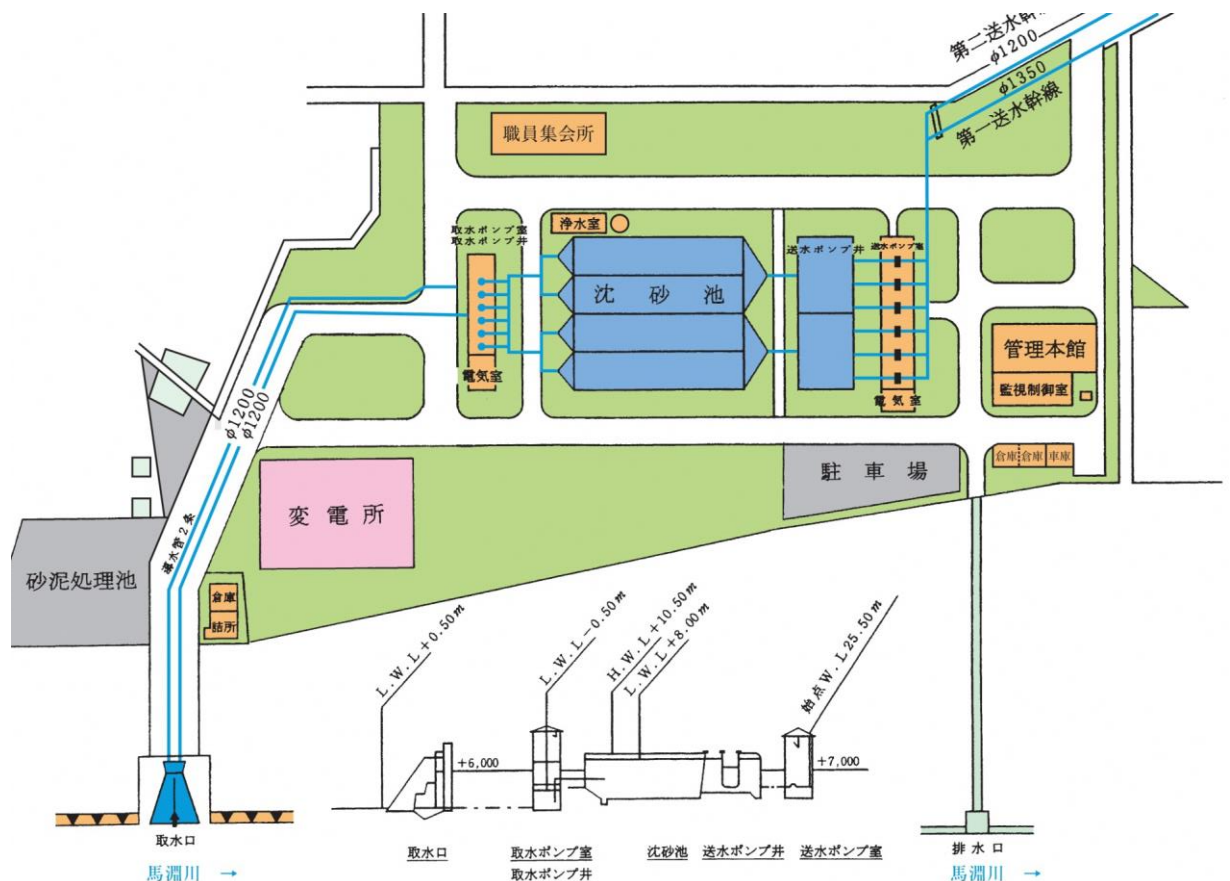 第二送水幹線
φ1200
φ1350
第一送水幹線
職員集会所
取水ポンプ室
取水ポンプ井
浄水室
送水ポンプ井
送水ポンプ室
沈砂池
管理本館
監視制御室
電気室
電気室
φ1200
φ1200
倉庫
倉庫
車庫
駐車場
変電所
導水管2条
砂泥処理池
倉庫
詰所
L.W.L+0.50m
L.W.L-0.50m
H.W.L+10.50m
L.W.L+8.00m
始点W.L25.50m
+6,000
+7,000
取水口
取水口
取水ポンプ室
取水ポンプ井
沈砂池
送水ポンプ井
送水ポンプ室
排水口
馬淵川 →
馬淵川 →